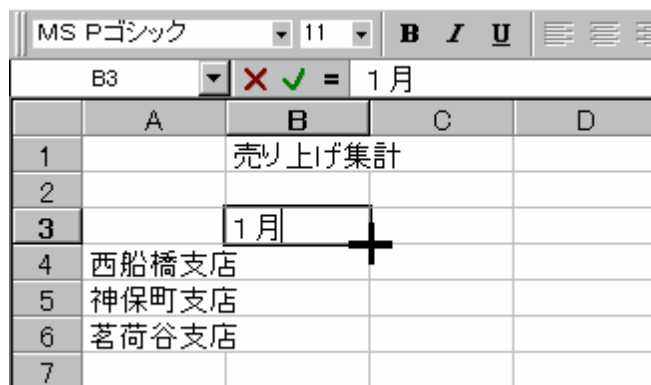 MS Pゴシック 11 B I U
B3 = 1月
A B C D
1 売り上げ集計
2
3 1月
4 西船橋支店
5 神保町支店
6 茗荷谷支店
7